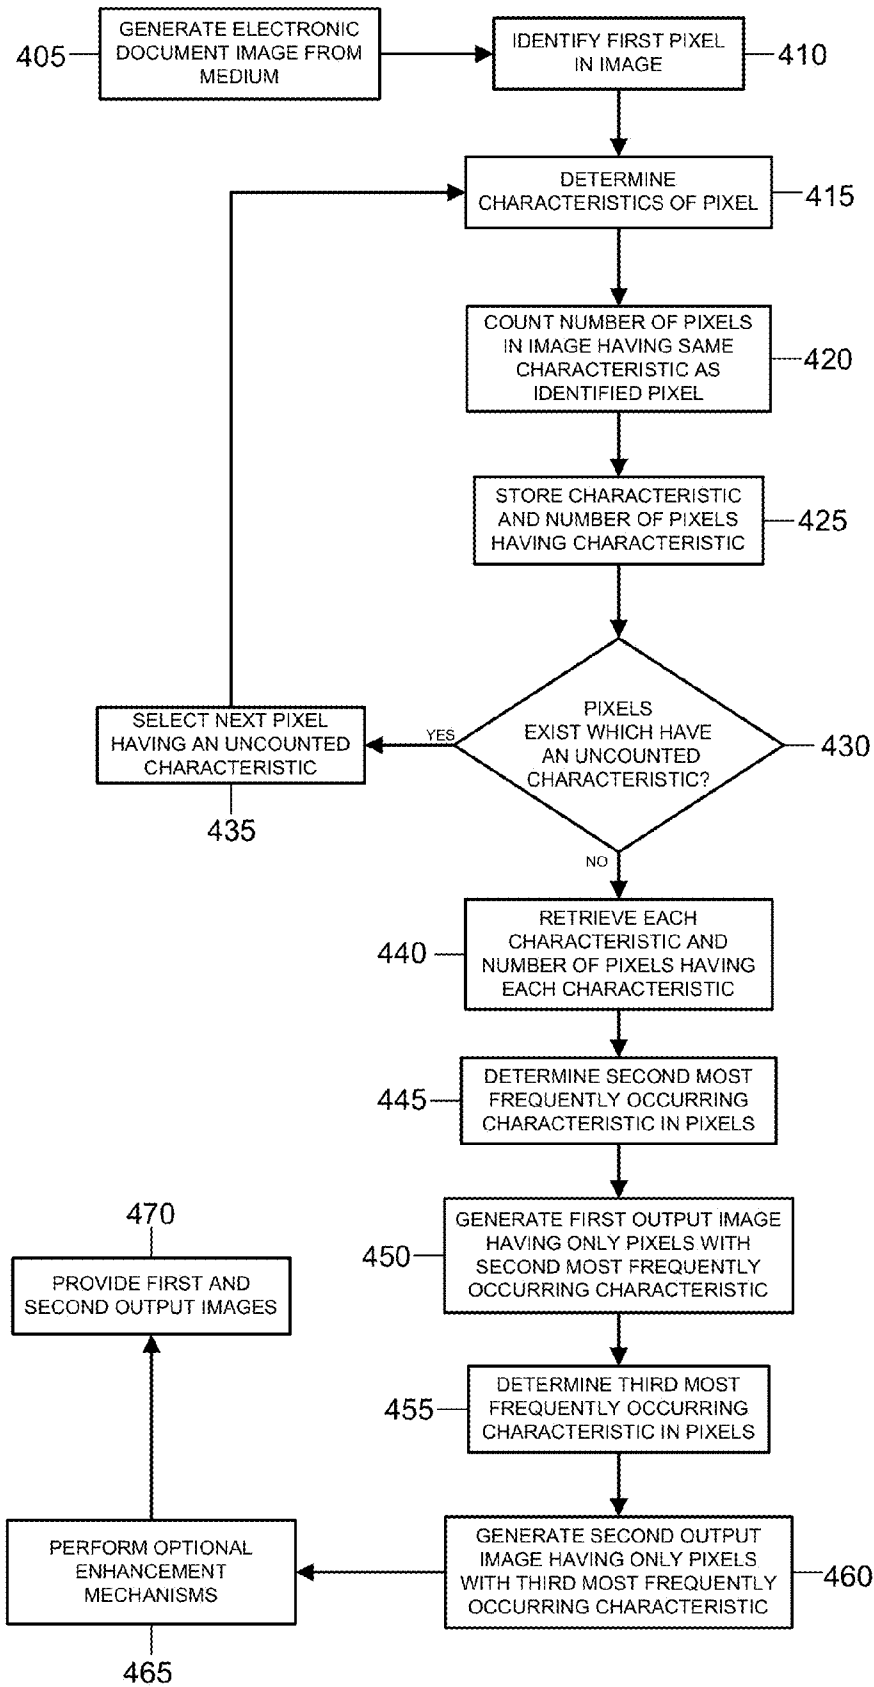 GENERATE ELECTRONIC
DOCUMENT IMAGE FROM
MEDIUM
405
IDENTIFY FIRST PIXEL
IN IMAGE
410
DETERMINE
CHARACTERISTICS OF PIXEL
415
COUNT NUMBER OF PIXELS
IN IMAGE HAVING SAME
CHARACTERISTIC AS
IDENTIFIED PIXEL
420
STORE CHARACTERISTIC
AND NUMBER OF PIXELS
HAVING CHARACTERISTIC
425
PIXELS
EXIST WHICH HAVE
AN UNCOUNTED
CHARACTERISTIC?
430
YES
SELECT NEXT PIXEL
HAVING AN UNCOUNTED
CHARACTERISTIC
435
NO
RETRIEVE EACH
CHARACTERISTIC AND
NUMBER OF PIXELS HAVING
EACH CHARACTERISTIC
440
DETERMINE SECOND MOST
FREQUENTLY OCCURRING
CHARACTERISTIC IN PIXELS
445
GENERATE FIRST OUTPUT IMAGE
HAVING ONLY PIXELS WITH
SECOND MOST FREQUENTLY
OCCURRING CHARACTERISTIC
450
DETERMINE THIRD MOST
FREQUENTLY OCCURRING
CHARACTERISTIC IN PIXELS
455
GENERATE SECOND OUTPUT
IMAGE HAVING ONLY PIXELS
WITH THIRD MOST FREQUENTLY
OCCURRING CHARACTERISTIC
460
PERFORM OPTIONAL
ENHANCEMENT
MECHANISMS
465
470
PROVIDE FIRST AND
SECOND OUTPUT IMAGES